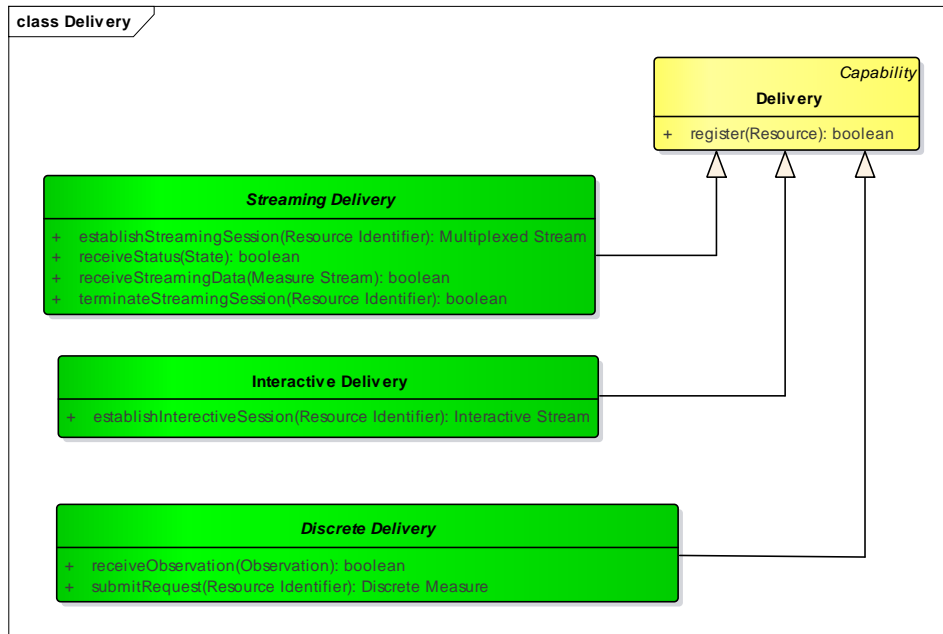 class Delivery
Capability
Delivery
+ register(Resource): boolean
Streaming Delivery
+ establishStreamingSession(Resource Identifier): Multiplexed Stream
+ receiveStatus(State): boolean
+ receiveStreamingData(Measure Stream): boolean
+ terminateStreamingSession(Resource Identifier): boolean
Interactive Delivery
+ establishInterectiveSession(Resource Identifier): Interactive Stream
Discrete Delivery
+ receiveObservation(Observation): boolean
+ submitRequest(Resource Identifier): Discrete Measure